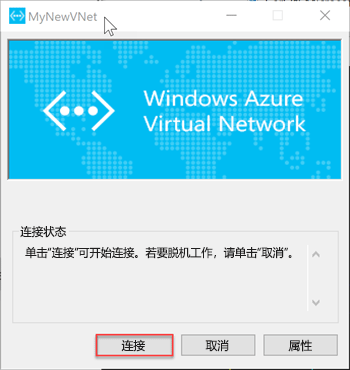 MyNewVNet
Windows Azure
Virtual Network
连接状态
单击“连接”可开始连接。若要脱机工作，请单击“取消”。
连接
取消
属性